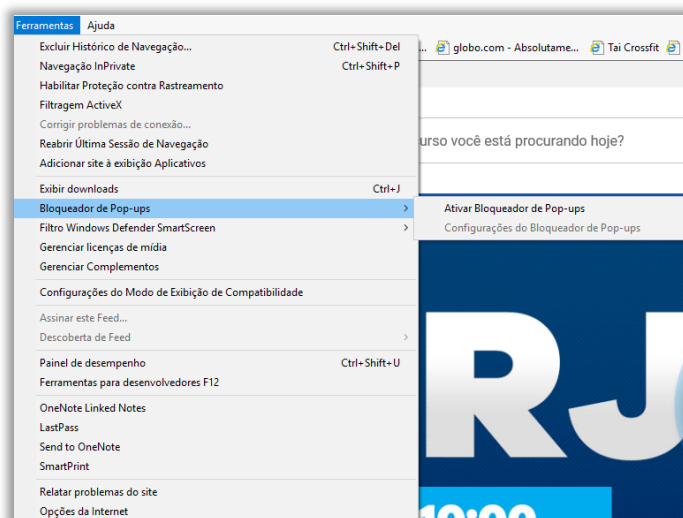 Ferramentas Ajuda
Excluir Histórico de Navegação... Ctrl+Shift+Del
... globo.com - Absolutame... Tai Crossfit
Navegação InPrivate Ctrl+Shift+P
Habilitar Proteção contra Rastreamento
Filtragem ActiveX
Corrigir problemas de conexão...
Reabrir Última Sessão de Navegação
urso você está procurando hoje?
Adicionar site à exibição Aplicativos
Exibir downloads Ctrl+J
Bloqueador de Pop-ups >
Ativar Bloqueador de Pop-ups
Filtro Windows Defender SmartScreen >
Configurações do Bloqueador de Pop-ups
Gerenciar licenças de mídia
Gerenciar Complementos
Configurações do Modo de Exibição de Compatibilidade
Assinar este Feed...
Descoberta de Feed >
Painel de desempenho Ctrl+Shift+U
Ferramentas para desenvolvedores F12
RJ
OneNote Linked Notes
LastPass
Send to OneNote
SmartPrint
Relatar problemas do site
Opções da Internet